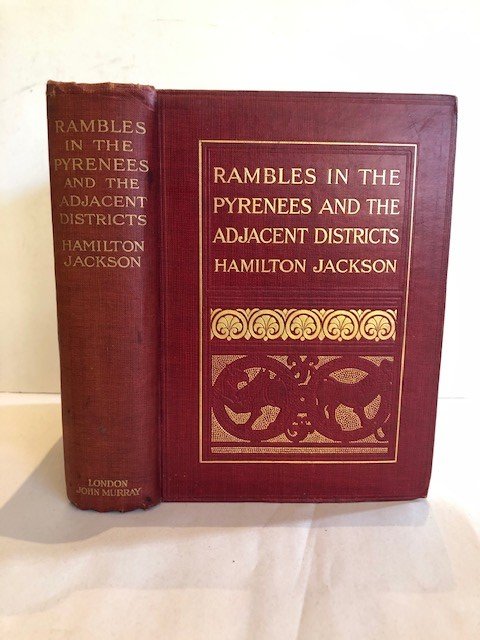 RAMBLES
IN THE
PYRENEES
AND THE
ADJACENT
DISTRICTS
HAMILTON
JACKSON
LONDON
JOHN MURRAY
RAMBLES IN THE
PYRENEES AND THE
ADJACENT DISTRICTS
HAMILTON JACKSON